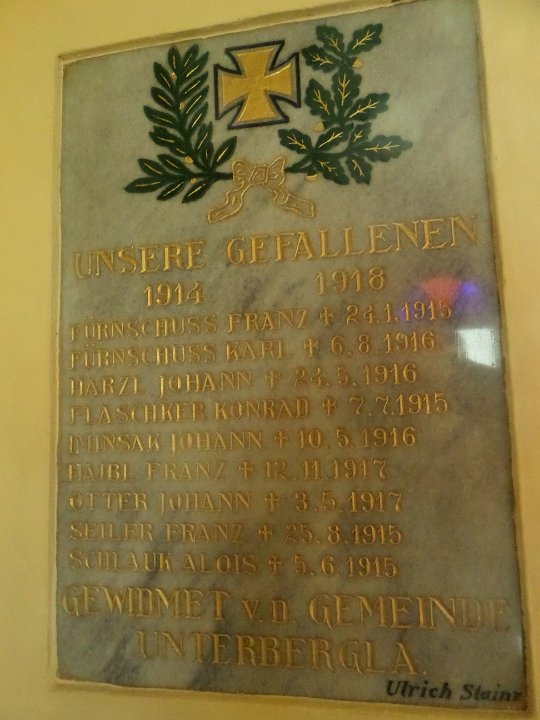 UNSERE GEFALLENEN
1914 1918
FÜRNSCHUSS FRANZ ✝ 24.1.1915
FÜRNSCHUSS KARL ✝ 6.8.1916
HARZL JOHANN ✝ 24.5.1916
FLASCHKER KONRAD ✝ 7.7.1915
IMINSAK JOHANN ✝ 10.5.1916
HAIBL FRANZ ✝ 12.11.1917
OTTER JOHANN ✝ 3.5.1917
SEILER FRANZ ✝ 25.8.1915
SCHLAUK ALOIS ✝ 5.6.1915
GEWIDMET V. D. GEMEINDE
UNTERBERGLA.
Ulrich Stainz